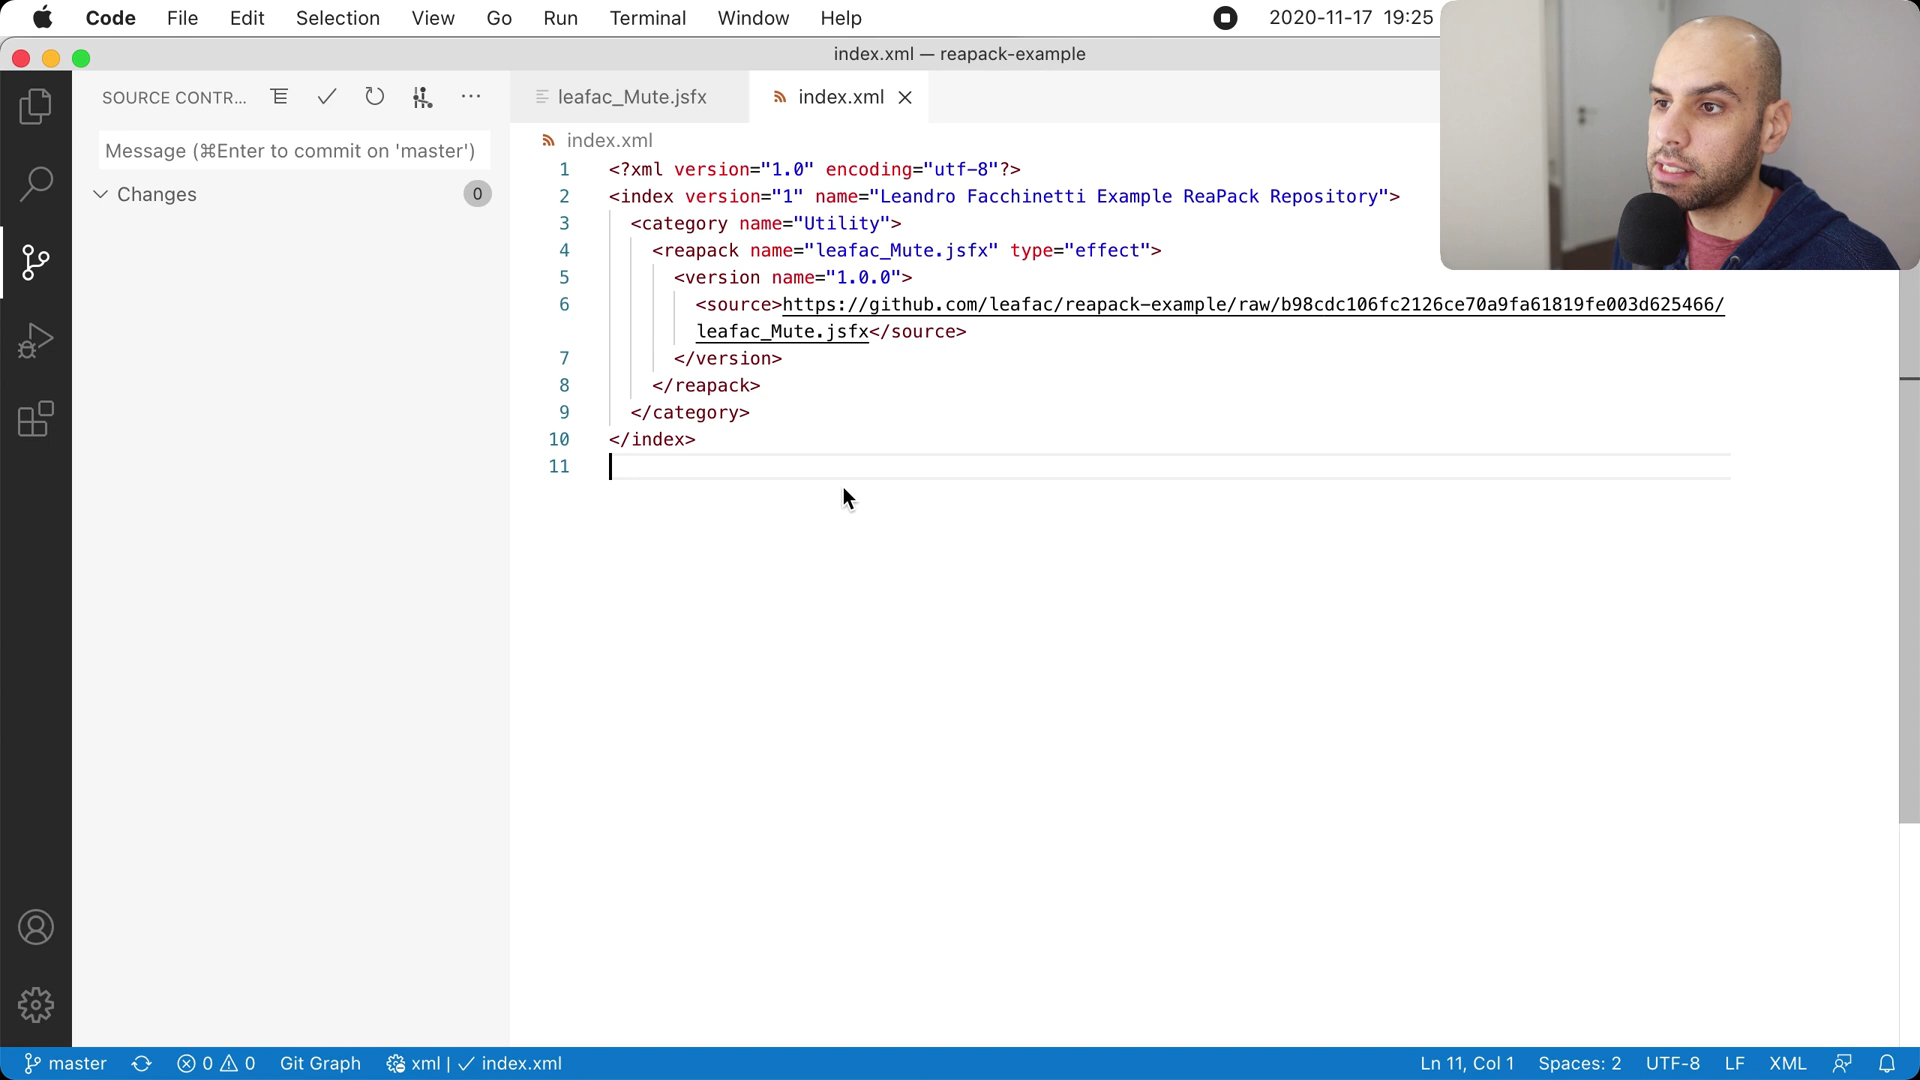 Code File Edit Selection View Go Run Terminal Window Help 2020-11-17 19:25
index.xml — reapack-example
SOURCE CONTR...
leafac_Mute.jsfx
index.xml
Message (⌘Enter to commit on 'master')
Changes 0
index.xml
1 <?xml version="1.0" encoding="utf-8"?>
2 <index version="1" name="Leandro Facchinetti Example ReaPack Repository">
3 <category name="Utility">
4 <reapack name="leafac_Mute.jsfx" type="effect">
5 <version name="1.0.0">
6 <source>https://github.com/leafac/reapack-example/raw/b98cdc106fc2126ce70a9fa61819fe003d625466/
leafac_Mute.jsfx</source>
7 </version>
8 </reapack>
9 </category>
10 </index>
11
master 0 0 Git Graph xml | ✓ index.xml Ln 11, Col 1 Spaces: 2 UTF-8 LF XML